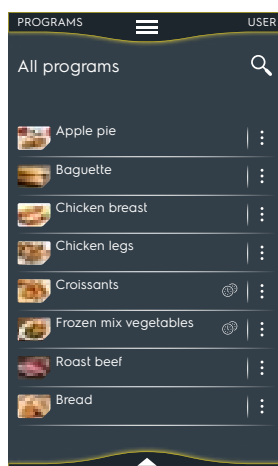 PROGRAMS USER
All programs
Apple pie
Baguette
Chicken breast
Chicken legs
Croissants
Frozen mix vegetables
Roast beef
Bread